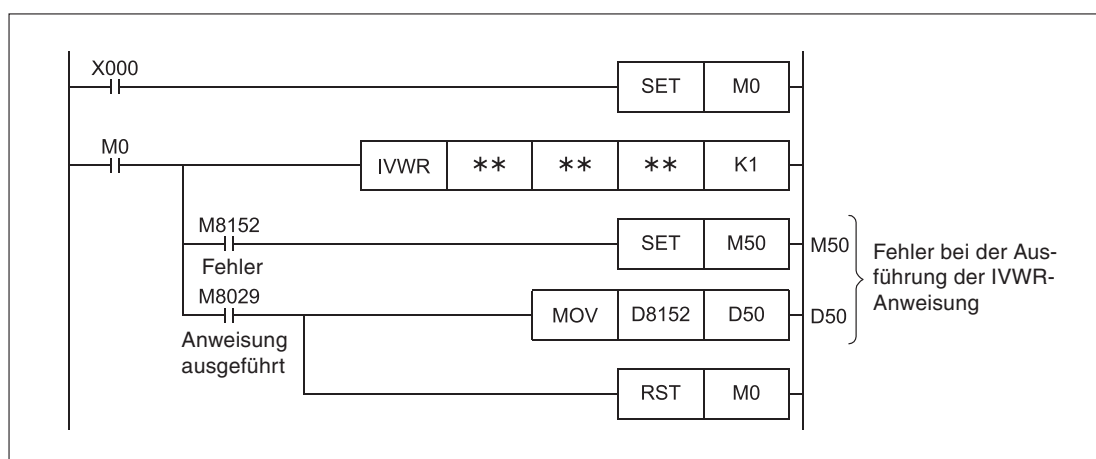 X000
SET M0
M0
IVWR ** ** ** K1
M8152
SET M50 M50
Fehler
M8029
MOV D8152 D50 D50
Anweisung
ausgeführt
RST M0
Fehler bei der Aus-
führung der IVWR-
Anweisung